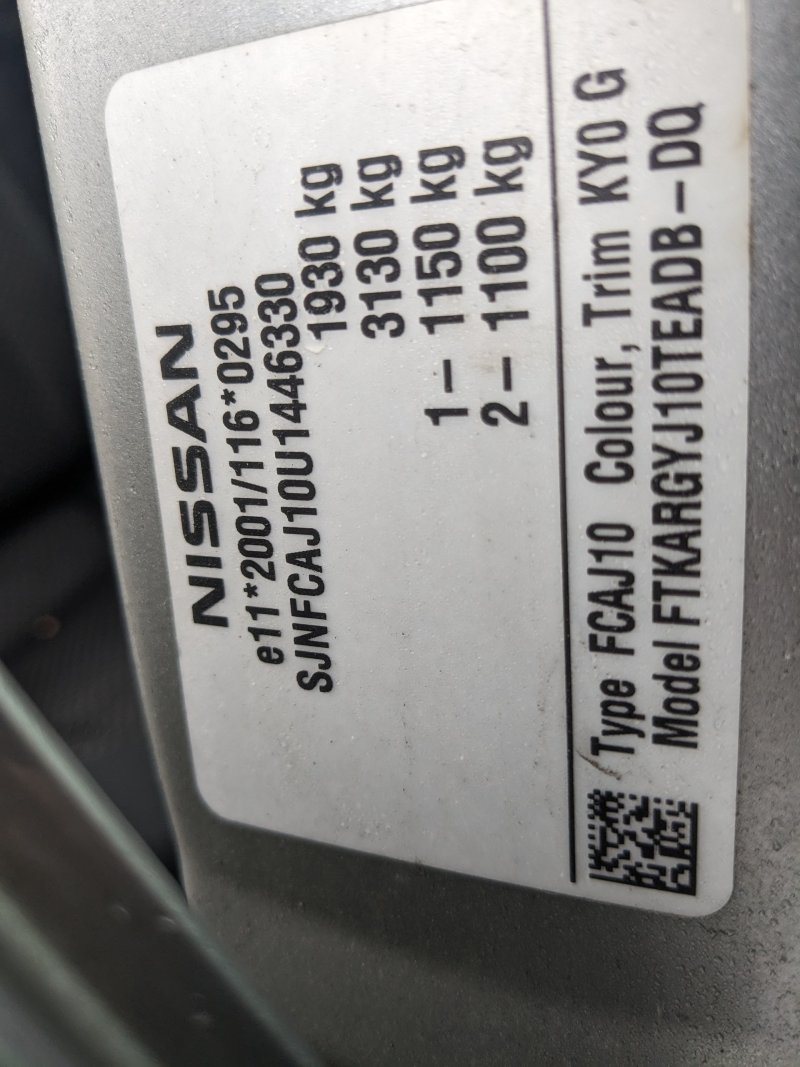 NISSAN
e11*2001/116*0295
SJNFCAJ10U1446330
1930 kg
3130 kg
1– 1150 kg
2– 1100 kg
Type FCAJ10 Colour, Trim KY0 G
Model FTKARGYJ10TEADB–DQ